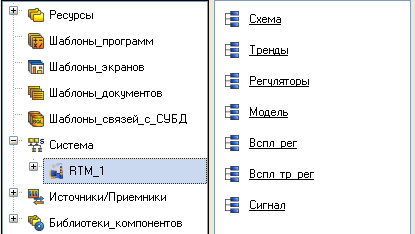 Ресурсы
Шаблоны_программ
Шаблоны_экранов
Шаблоны_документов
Шаблоны_связей_с_СУБД
Система
RTM_1
Источники/Приемники
Библиотеки_компонентов
Схема
Тренды
Регуляторы
Модель
Вспл_рег
Вспл_тр_рег
Сигнал